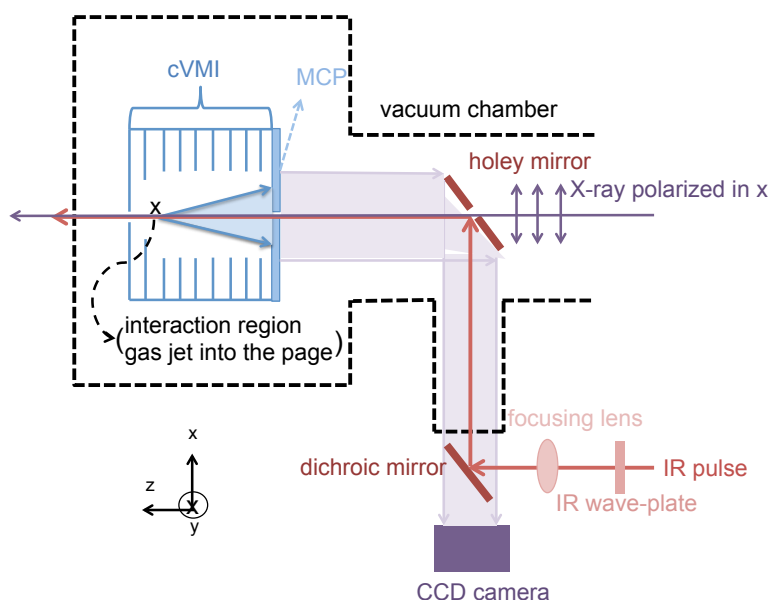 cVMI
MCP
vacuum chamber
holey mirror
X-ray polarized in x
x
(interaction region
gas jet into the page)
focusing lens
dichroic mirror
IR pulse
IR wave-plate
CCD camera
x
z
x
y